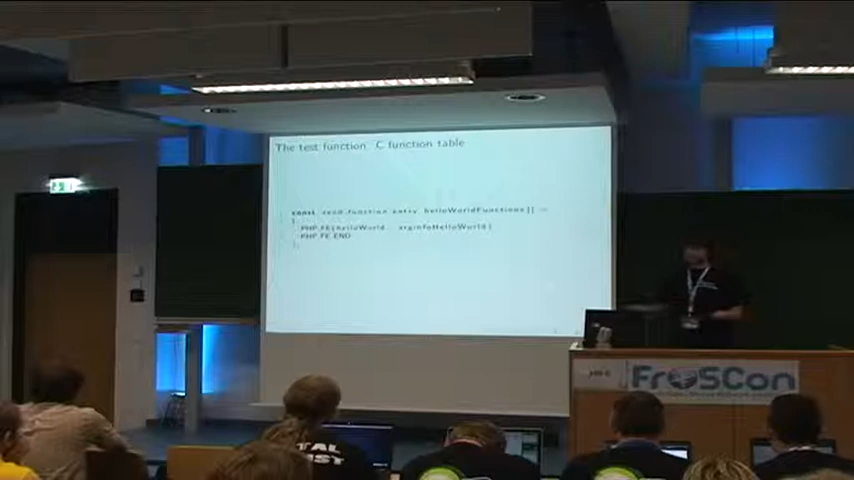 The test function C function table
const zend_function_entry helloWorldFunctions[] =
{
PHP_FE(helloWorld, arginfoHelloWorld)
PHP_FE_END
FrOSCon